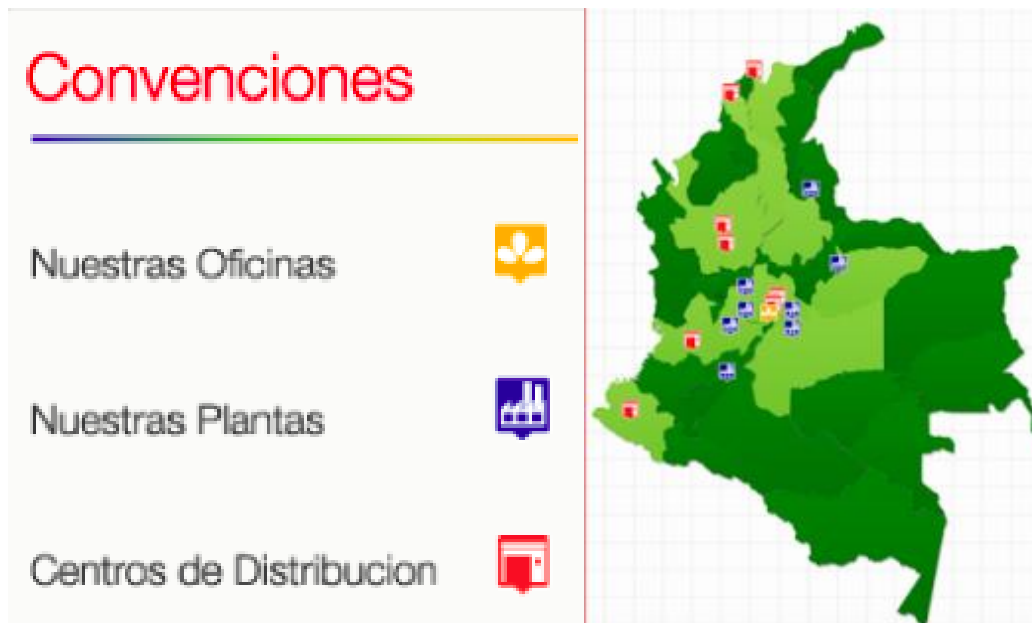 Convenciones
Nuestras Oficinas
Nuestras Plantas
Centros de Distribucion